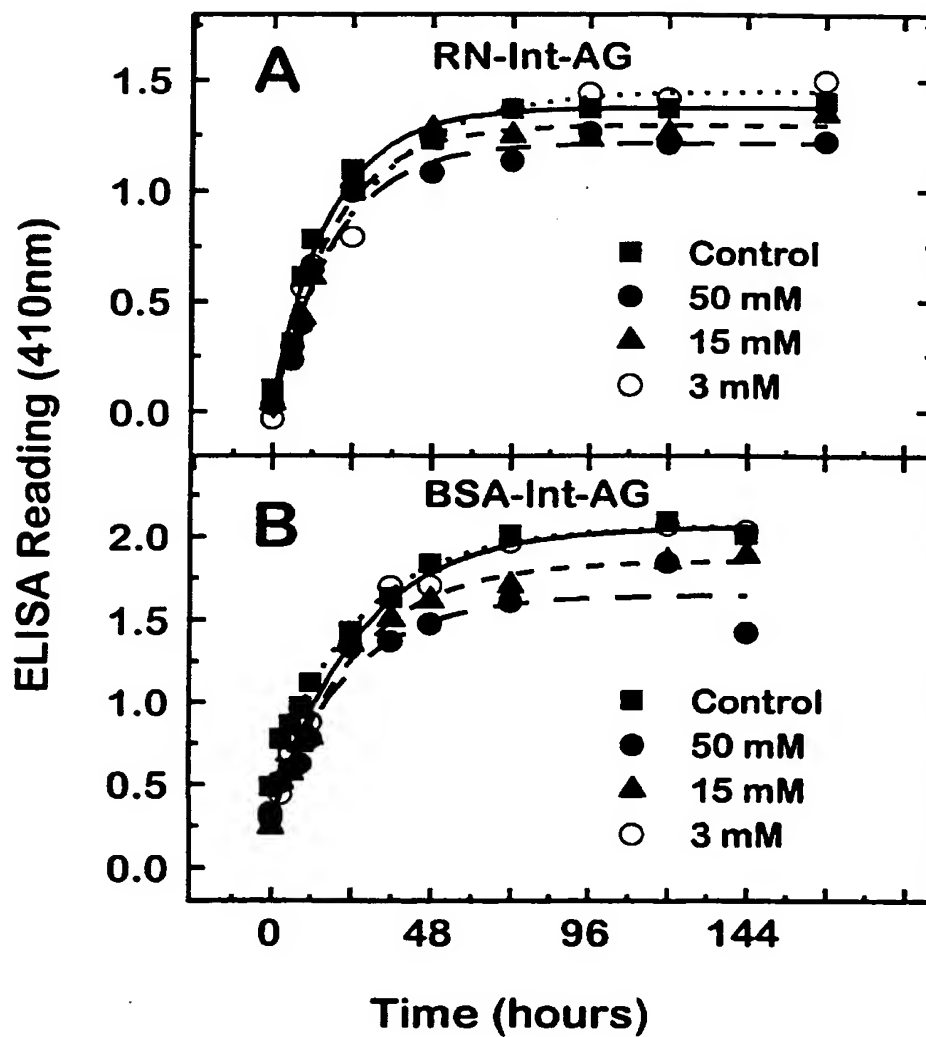 A
RN-Int-AG
1.5
1.0
0.5
0.0
Control
50 mM
15 mM
3 mM
ELISA Reading (410nm)
B
BSA-Int-AG
2.0
1.5
1.0
0.5
0.0
Control
50 mM
15 mM
3 mM
0 48 96 144
Time (hours)